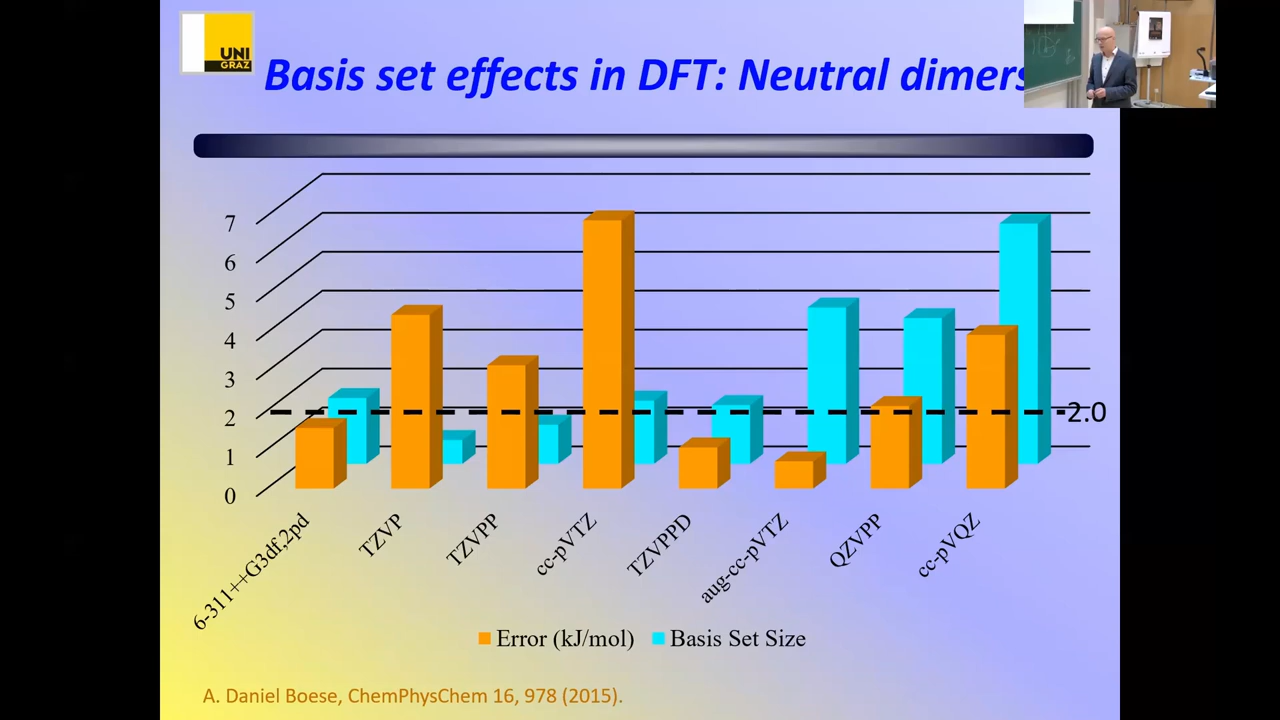 UNI
GRAZ
Basis set effects in DFT: Neutral dimers
7
6
5
4
3
2
1
0
2.0
6-311++G3df,2pd
TZVP
TZVPP
cc-pVTZ
TZVPPD
aug-cc-pVTZ
QZVPP
cc-pVQZ
Error (kJ/mol) Basis Set Size
A. Daniel Boese, ChemPhysChem 16, 978 (2015).